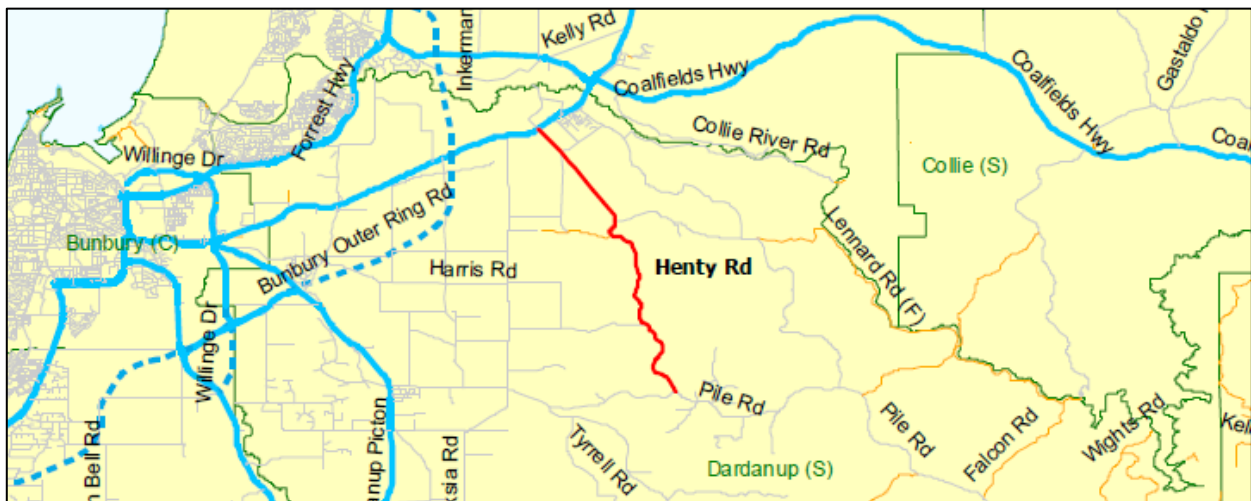 Kelly Rd
Inkerman
Coalfields Hwy
Gastaldo
Forrest Hwy
Coalfields Hwy
Willinge Dr
Collie River Rd
Collie (S)
Bunbury (C)
Bunbury Outer Ring Rd
Harris Rd
Henty Rd
Lennard Rd (F)
Willinge Dr
Pile Rd
Pile Rd
Falcon Rd
Wights Rd
Tyrrell Rd
Dardanup (S)
n Bell Rd
anup Picton
ksia Rd